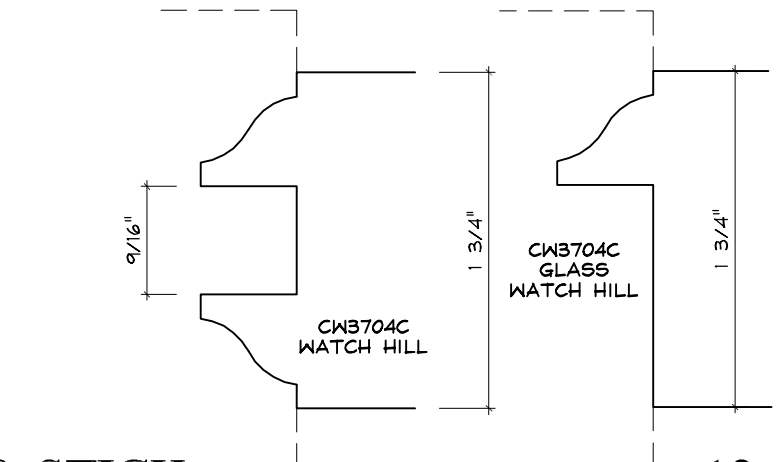 9/16"
CW3704C
WATCH HILL
1 3/4"
CW3704C
GLASS
WATCH HILL
1 3/4"